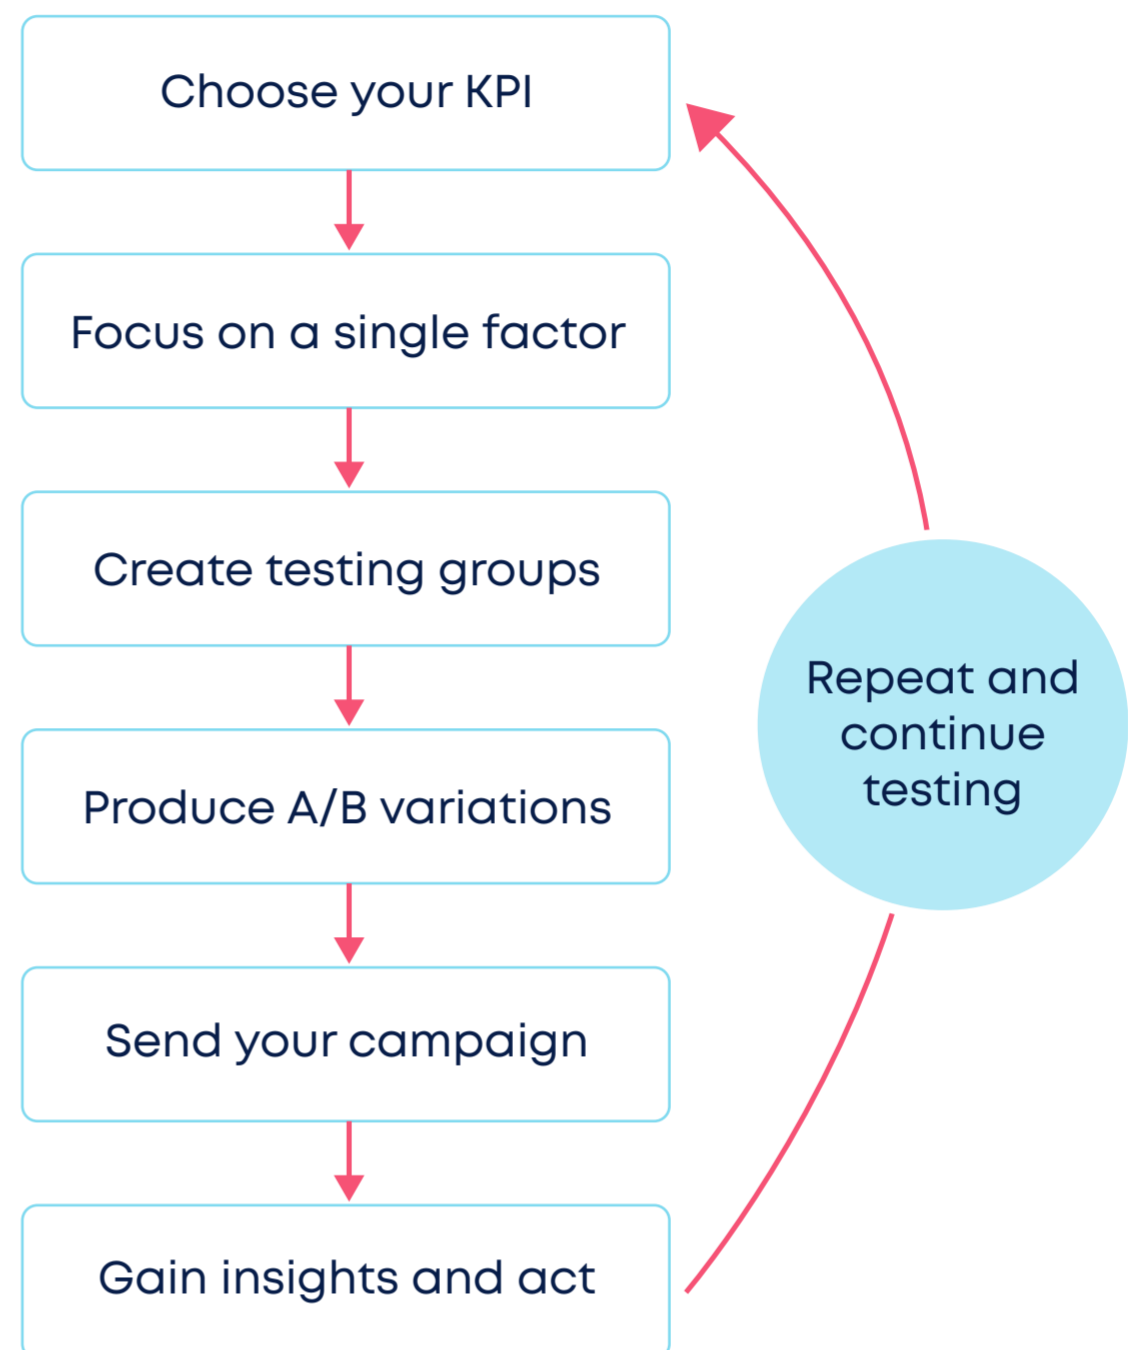 Choose your KPI
Focus on a single factor
Create testing groups
Produce A/B variations
Send your campaign
Gain insights and act
Repeat and
continue
testing